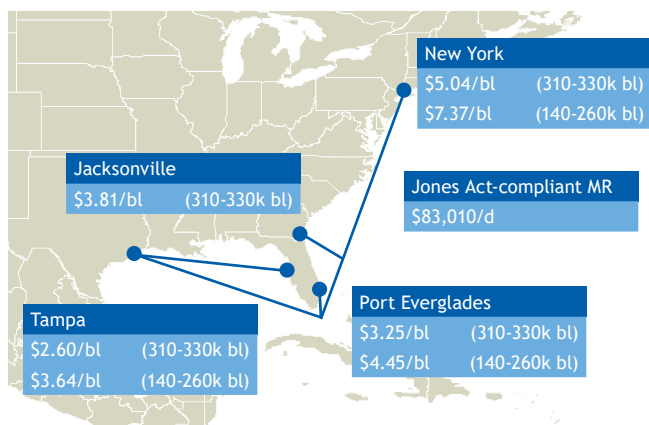 New York
$5.04/bl (310-330k bl)
$7.37/bl (140-260k bl)
Jacksonville
$3.81/bl (310-330k bl)
Jones Act-compliant MR
$83,010/d
Tampa
$2.60/bl (310-330k bl)
$3.64/bl (140-260k bl)
Port Everglades
$3.25/bl (310-330k bl)
$4.45/bl (140-260k bl)